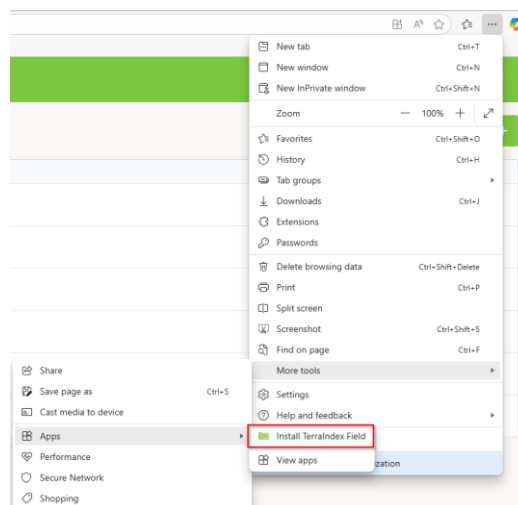 New tab Ctrl+T
New window Ctrl+N
New InPrivate window Ctrl+Shift+N
Zoom 100%
Favorites Ctrl+Shift+O
History Ctrl+H
Tab groups
Downloads Ctrl+J
Extensions
Passwords
Delete browsing data Ctrl+Shift+Delete
Print Ctrl+P
Split screen
Screenshot Ctrl+Shift+S
Find on page Ctrl+F
More tools
Settings
Help and feedback
Share
Save page as Ctrl+S
Cast media to device
Apps
Performance
Secure Network
Shopping
Install TerraIndex Field
View apps
zation